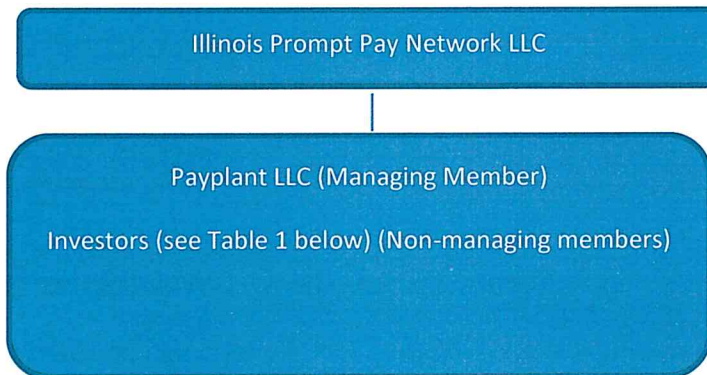 Illinois Prompt Pay Network LLC
Payplant LLC (Managing Member)
Investors (see Table 1 below) (Non-managing members)